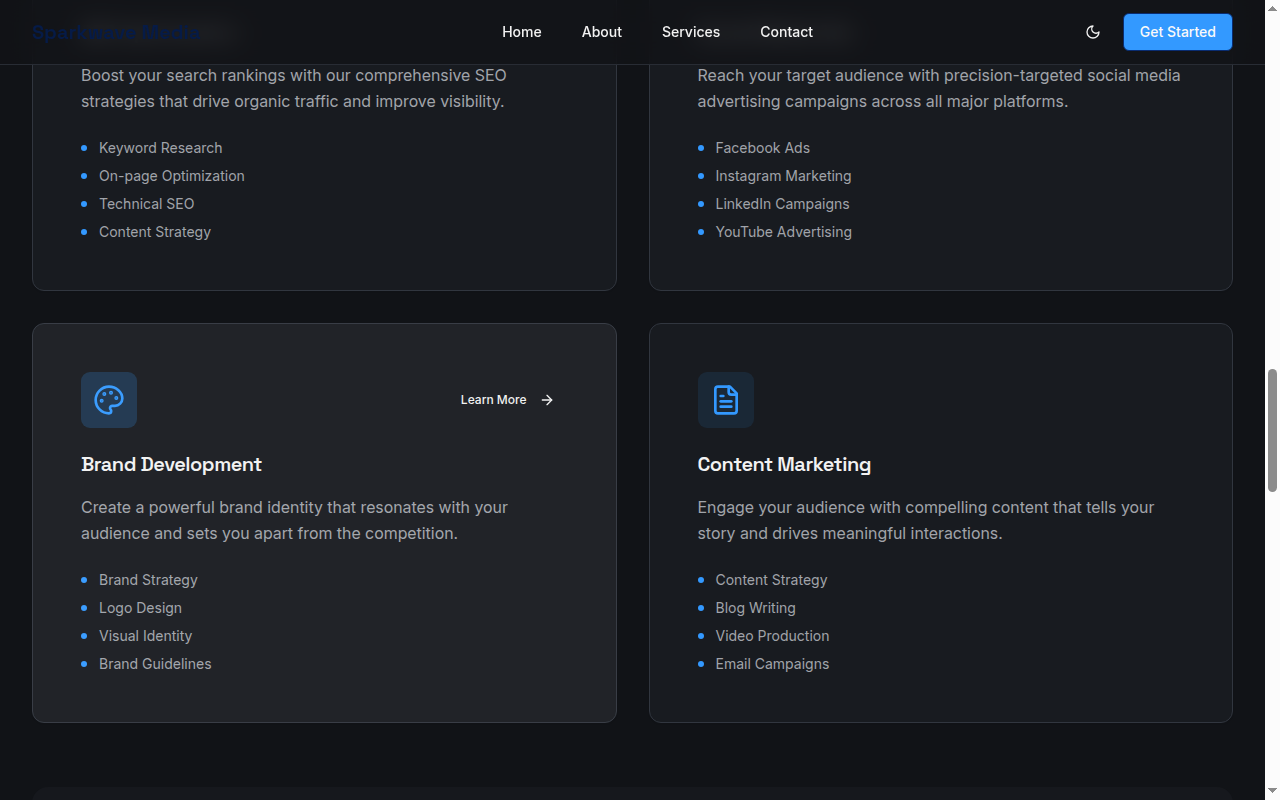 Sparkwave Media
Home
About
Services
Contact
Get Started
Boost your search rankings with our comprehensive SEO
strategies that drive organic traffic and improve visibility.
Keyword Research
On-page Optimization
Technical SEO
Content Strategy
Reach your target audience with precision-targeted social media
advertising campaigns across all major platforms.
Facebook Ads
Instagram Marketing
LinkedIn Campaigns
YouTube Advertising
Learn More
Brand Development
Create a powerful brand identity that resonates with your
audience and sets you apart from the competition.
Brand Strategy
Logo Design
Visual Identity
Brand Guidelines
Content Marketing
Engage your audience with compelling content that tells your
story and drives meaningful interactions.
Content Strategy
Blog Writing
Video Production
Email Campaigns